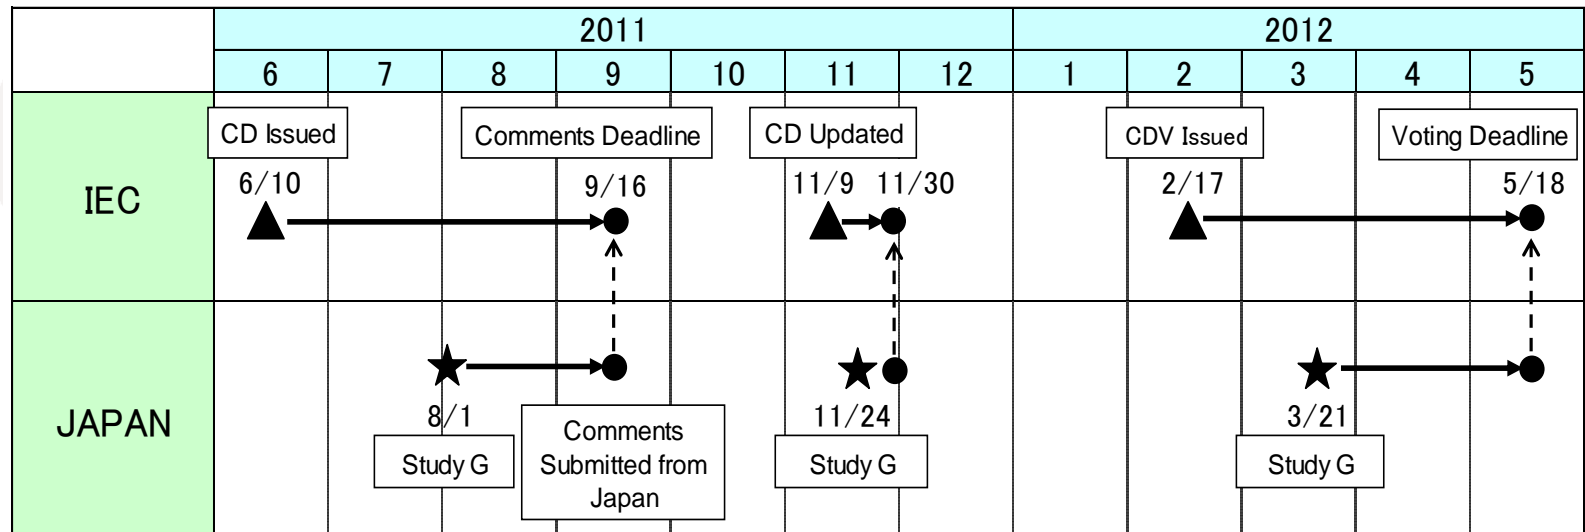 2011 2012
6 7 8 9 10 11 12 1 2 3 4 5
IEC
CD Issued Comments Deadline CD Updated CDV Issued Voting Deadline
6/10 9/16 11/9 11/30 2/17 5/18
JAPAN
8/1 11/24 3/21
Study G Study G Study G
Comments
Submitted from
Japan